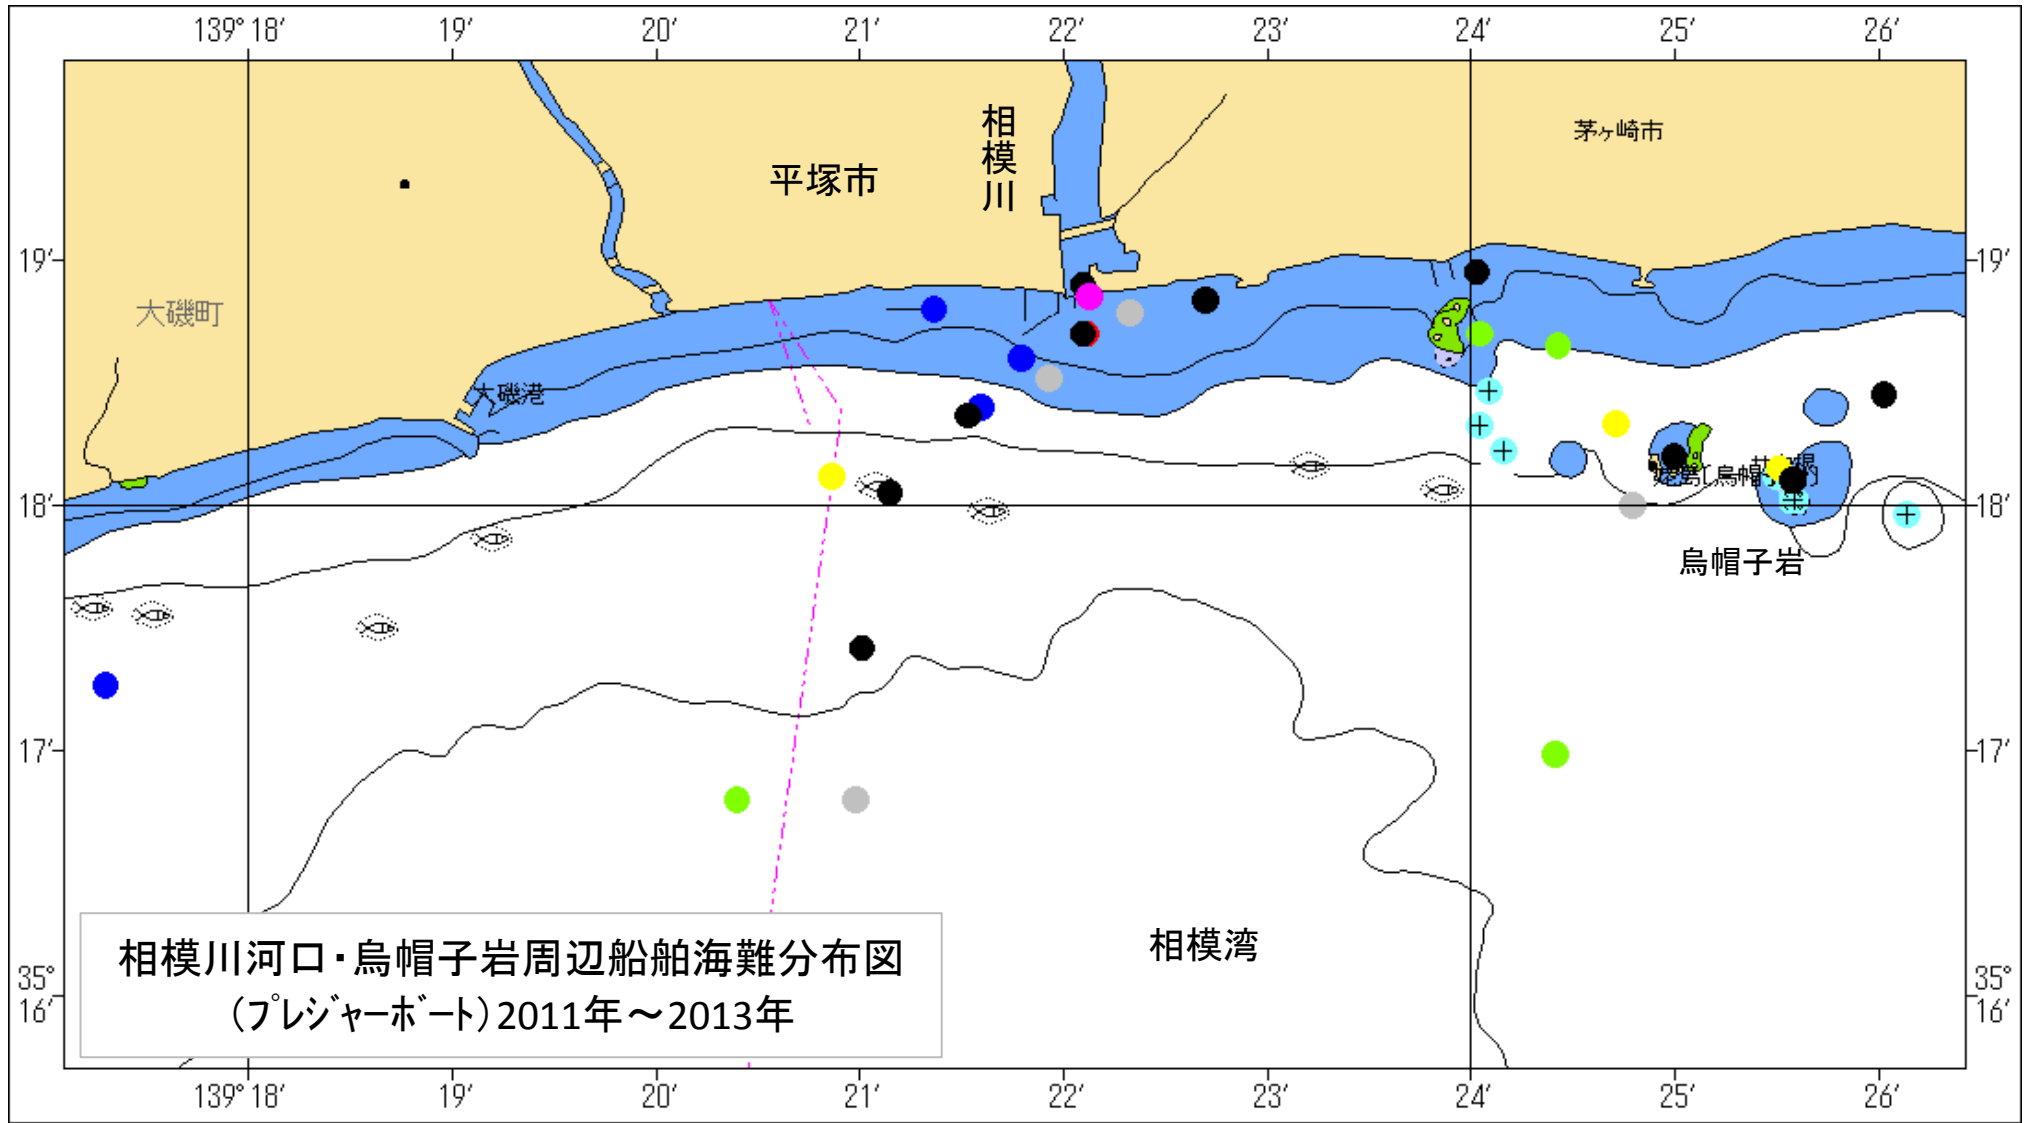 139° 18′ 19′ 20′ 21′ 22′ 23′ 24′ 25′ 26′
相模川
茅ヶ崎市
平塚市
19′ 19′
大磯町
大磯港
18′ 18′
烏帽子岩
17′ 17′
相模湾
相模川河口・烏帽子岩周辺船舶海難分布図
（プレジャーボート）2011年～2013年
35° 16′ 35° 16′
139° 18′ 19′ 20′ 21′ 22′ 23′ 24′ 25′ 26′